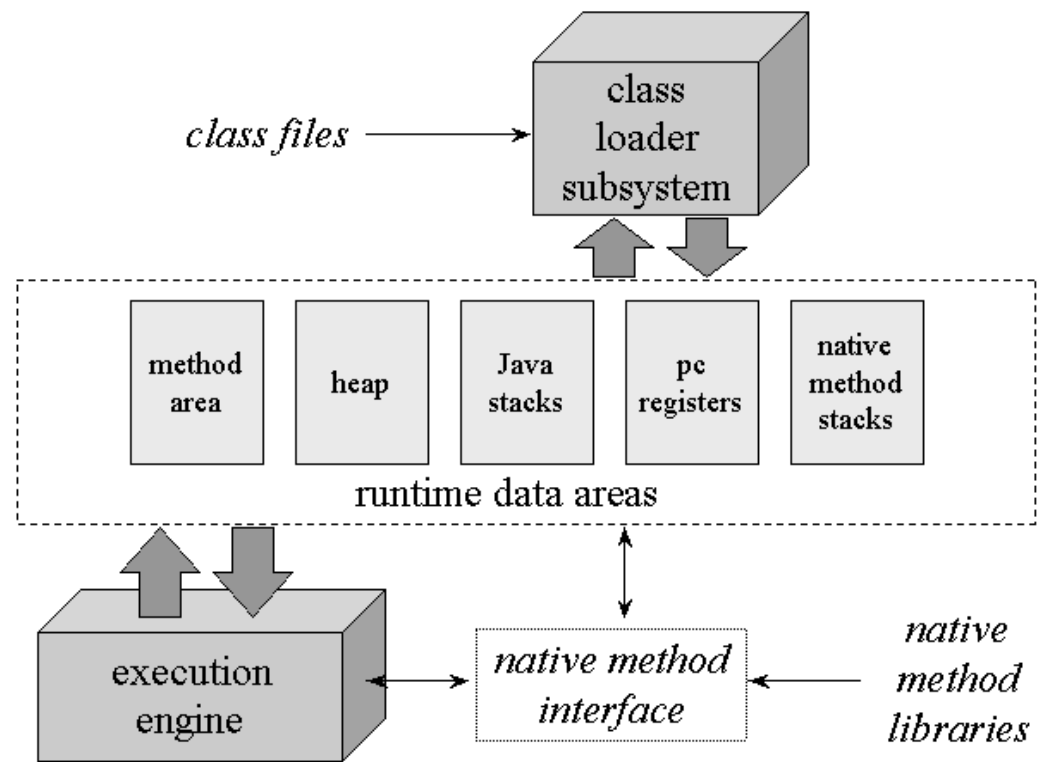 class
loader
subsystem
class files
method
area
heap
Java
stacks
pc
registers
native
method
stacks
runtime data areas
execution
engine
native method
interface
native
method
libraries